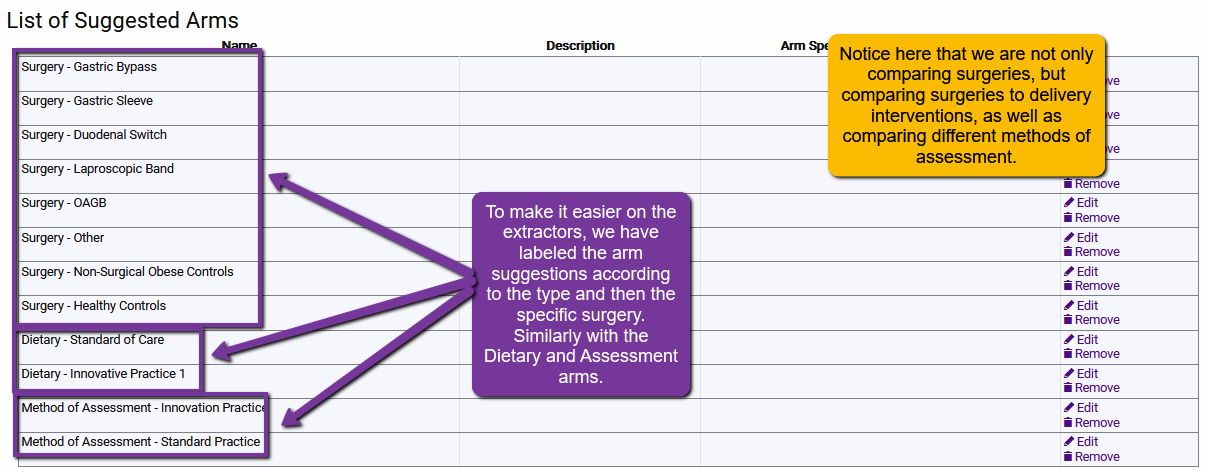 List of Suggested Arms
Name Description Arm Spe
Surgery - Gastric Bypass
ve
Surgery - Gastric Sleeve
ve
Surgery - Duodenal Switch
ve
Surgery - Laproscopic Band
Remove
Surgery - OAGB
Edit
Remove
Surgery - Other
Edit
Remove
Surgery - Non-Surgical Obese Controls
Edit
Remove
Surgery - Healthy Controls
Edit
Remove
Dietary - Standard of Care
Edit
Remove
Dietary - Innovative Practice 1
Edit
Remove
Method of Assessment - Innovation Practice
Edit
Remove
Method of Assessment - Standard Practice
Edit
Remove
Notice here that we are not only
comparing surgeries, but
comparing surgeries to delivery
interventions, as well as
comparing different methods of
assessment.
To make it easier on the
extractors, we have
labeled the arm
suggestions according
to the type and then the
specific surgery.
Similarly with the
Dietary and Assessment
arms.